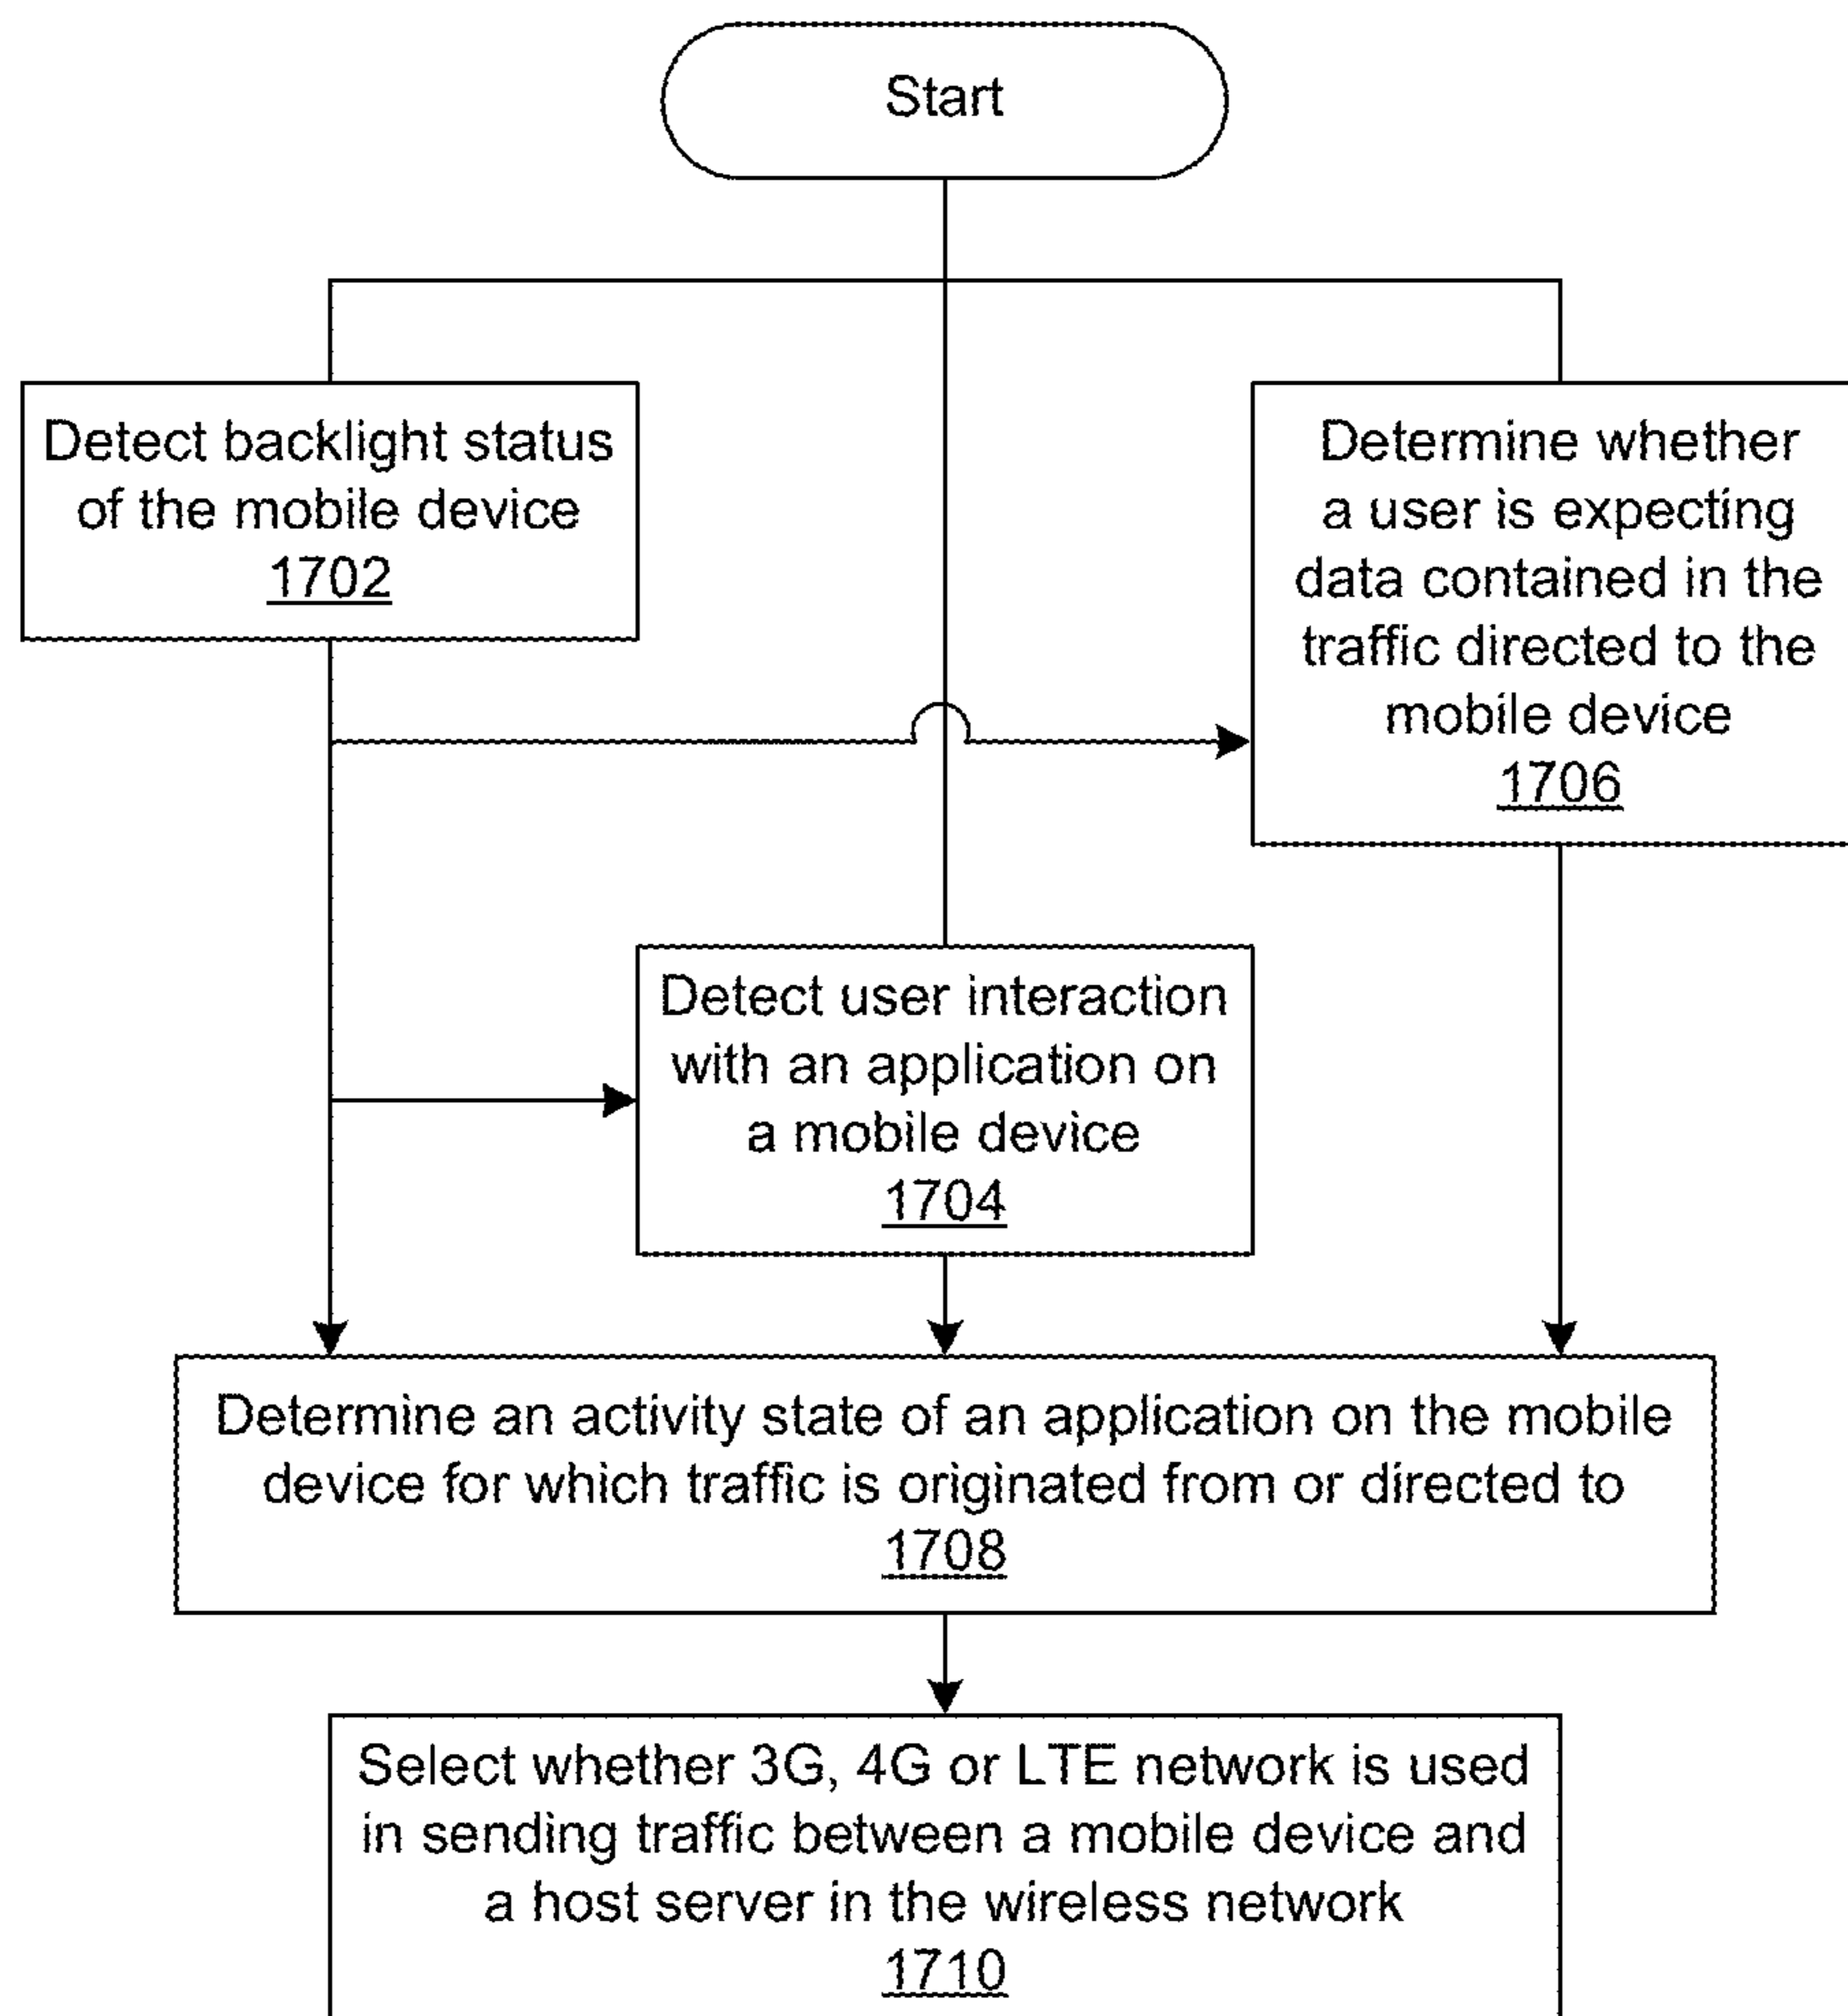 Start
Detect backlight status
of the mobile device
1702
Determine whether
a user is expecting
data contained in the
traffic directed to the
mobile device
1706
Detect user interaction
with an application on
a mobile device
1704
Determine an activity state of an application on the mobile
device for which traffic is originated from or directed to
1708
Select whether 3G, 4G or LTE network is used
in sending traffic between a mobile device and
a host server in the wireless network
1710